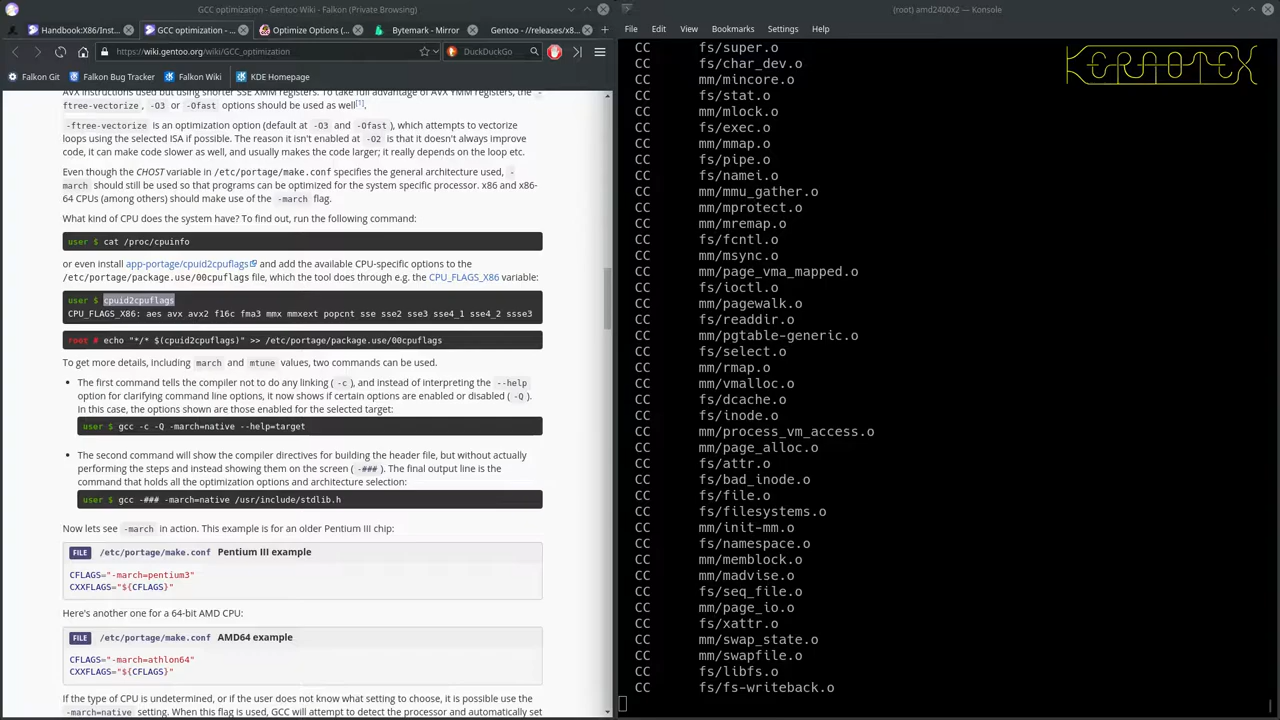 GCC optimization - Gentoo Wiki - Falkon (Private Browsing)
Handbook:X86/Inst...
GCC optimization - ...
Optimize Options (...
Bytemark - Mirror
Gentoo - /releases/x8...
https://wiki.gentoo.org/wiki/GCC_optimization
DuckDuckGo
Falkon Git
Falkon Bug Tracker
Falkon Wiki
KDE Homepage
AVX instructions used but using shorter SSE XMM registers. To take full advantage of AVX YMM registers, the -
ftree-vectorize, -O3 or -Ofast options should be used as well[1].
-ftree-vectorize is an optimization option (default at -O3 and -Ofast), which attempts to vectorize
loops using the selected ISA if possible. The reason it isn't enabled at -O2 is that it doesn't always improve
code, it can make code slower as well, and usually makes the code larger; it really depends on the loop etc.
Even though the CHOST variable in /etc/portage/make.conf specifies the general architecture used, -
march should still be used so that programs can be optimized for the system specific processor. x86 and x86-
64 CPUs (among others) should make use of the -march flag.
What kind of CPU does the system have? To find out, run the following command:
user $ cat /proc/cpuinfo
or even install app-portage/cpuid2cpuflags and add the available CPU-specific options to the
/etc/portage/package.use/00cpuflags file, which the tool does through e.g. the CPU_FLAGS_X86 variable:
user $ cpuid2cpuflags
CPU_FLAGS_X86: aes avx avx2 f16c fma3 mmx mmxext popcnt sse sse2 sse3 sse4_1 sse4_2 ssse3
root # echo "*/* $(cpuid2cpuflags)" >> /etc/portage/package.use/00cpuflags
To get more details, including march and mtune values, two commands can be used.
• The first command tells the compiler not to do any linking (-c), and instead of interpreting the --help
option for clarifying command line options, it now shows if certain options are enabled or disabled (-Q).
In this case, the options shown are those enabled for the selected target:
user $ gcc -c -Q -march=native --help=target
• The second command will show the compiler directives for building the header file, but without actually
performing the steps and instead showing them on the screen (-###). The final output line is the
command that holds all the optimization options and architecture selection:
user $ gcc -### -march=native /usr/include/stdlib.h
Now lets see -march in action. This example is for an older Pentium III chip:
FILE /etc/portage/make.conf Pentium III example
CFLAGS="-march=pentium3"
CXXFLAGS="${CFLAGS}"
Here's another one for a 64-bit AMD CPU:
FILE /etc/portage/make.conf AMD64 example
CFLAGS="-march=athlon64"
CXXFLAGS="${CFLAGS}"
If the type of CPU is undetermined, or if the user does not know what setting to choose, it is possible use the
-march=native setting. When this flag is used, GCC will attempt to detect the processor and automatically set
(root) amd2400x2 — Konsole
File Edit View Bookmarks Settings Help
CC fs/super.o
CC fs/char_dev.o
CC mm/mincore.o
CC fs/stat.o
CC mm/mlock.o
CC fs/exec.o
CC mm/mmap.o
CC fs/pipe.o
CC fs/namei.o
CC mm/mmu_gather.o
CC mm/mprotect.o
CC mm/mremap.o
CC fs/fcntl.o
CC mm/msync.o
CC mm/page_vma_mapped.o
CC fs/ioctl.o
CC mm/pagewalk.o
CC fs/readdir.o
CC mm/pgtable-generic.o
CC fs/select.o
CC mm/rmap.o
CC mm/vmalloc.o
CC fs/dcache.o
CC fs/inode.o
CC mm/process_vm_access.o
CC mm/page_alloc.o
CC fs/attr.o
CC fs/bad_inode.o
CC fs/file.o
CC fs/filesystems.o
CC mm/init-mm.o
CC fs/namespace.o
CC mm/memblock.o
CC mm/madvise.o
CC fs/seq_file.o
CC mm/page_io.o
CC fs/xattr.o
CC mm/swap_state.o
CC mm/swapfile.o
CC fs/libfs.o
CC fs/fs-writeback.o